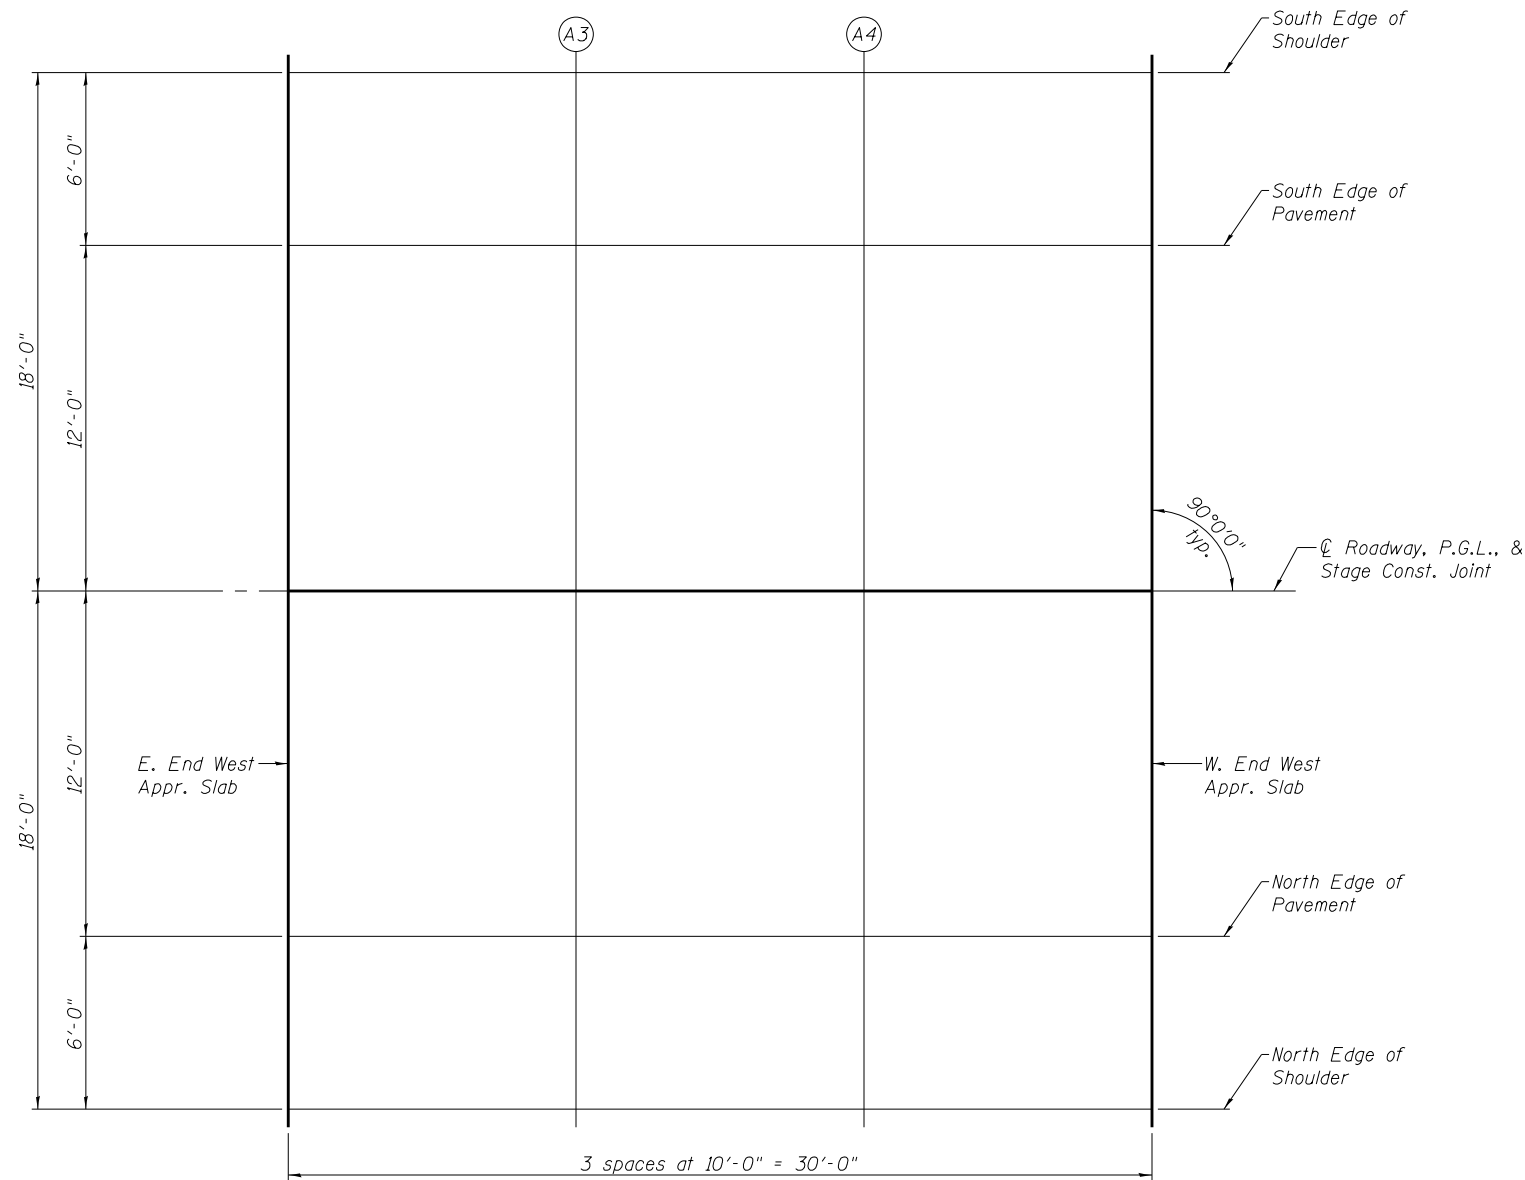 A3
A4
South Edge of
Shoulder
6'-0"
South Edge of
Pavement
18'-0"
12'-0"
90°0'0"
typ.
℄ Roadway, P.G.L., &
Stage Const. Joint
E. End West
Appr. Slab
12'-0"
W. End West
Appr. Slab
18'-0"
North Edge of
Pavement
6'-0"
North Edge of
Shoulder
3 spaces at 10'-0" = 30'-0"